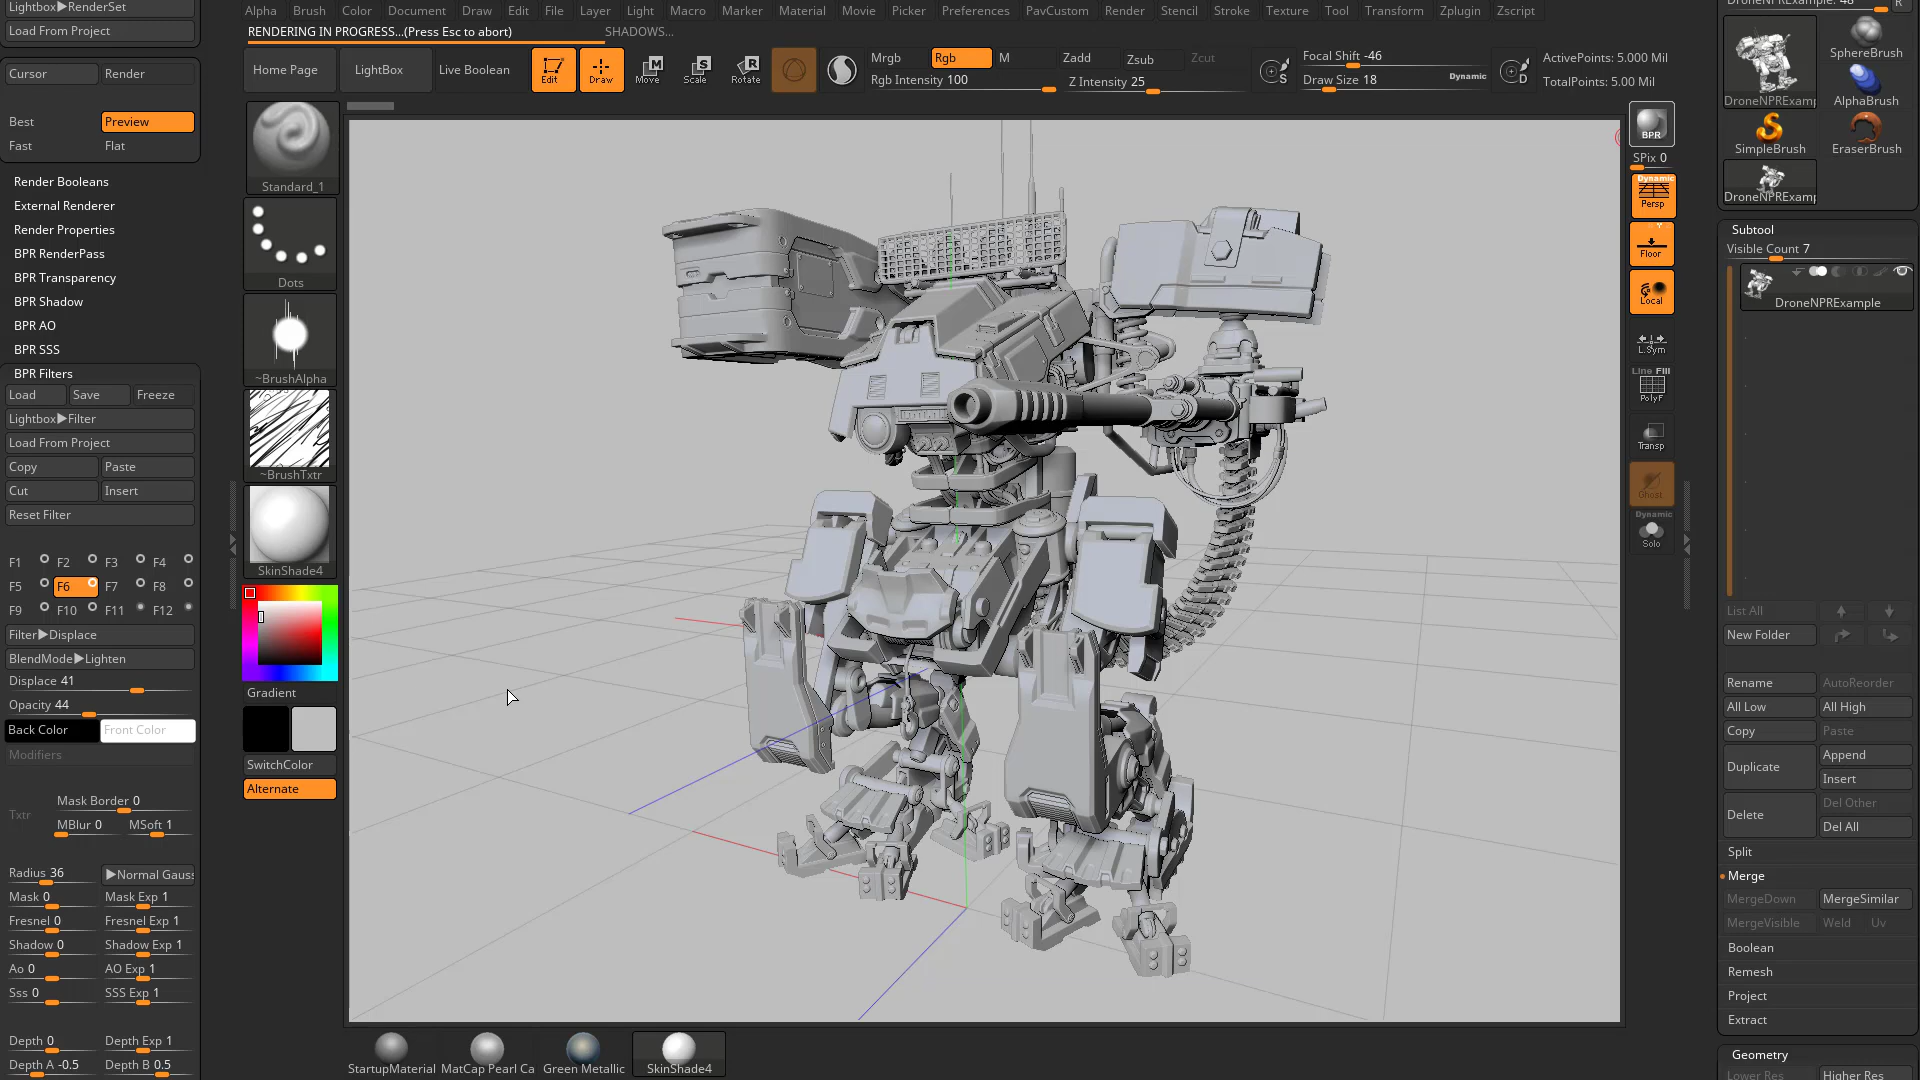 Lightbox▶RenderSet
Load From Project
Cursor
Render
Best
Preview
Fast
Flat
Render Booleans
External Renderer
Render Properties
BPR RenderPass
BPR Transparency
BPR Shadow
BPR AO
BPR SSS
BPR Filters
Load
Save
Freeze
Lightbox▶Filter
Load From Project
Copy
Paste
Cut
Insert
Reset Filter
F1 F2 F3 F4
F5 F6 F7 F8
F9 F10 F11 F12
Filter▶Displace
BlendMode▶Lighten
Displace 41
Opacity 44
Back Color
Front Color
Modifiers
Txtr
Mask Border 0
MBlur 0
MSoft 1
Radius 36
▶Normal Gauss
Mask 0
Mask Exp 1
Fresnel 0
Fresnel Exp 1
Shadow 0
Shadow Exp 1
Ao 0
AO Exp 1
Sss 0
SSS Exp 1
Depth 0
Depth Exp 1
Depth A -0.5
Depth B 0.5
Alpha Brush Color Document Draw Edit File Layer Light Macro Marker Material Movie Picker Preferences PavCustom Render Stencil Stroke Texture Tool Transform Zplugin Zscript
RENDERING IN PROGRESS...(Press Esc to abort)
SHADOWS...
Home Page
LightBox
Live Boolean
Edit
Draw
Move
Scale
Rotate
Mrgb
Rgb
M
Rgb Intensity 100
Zadd
Zsub
Zcut
Z Intensity 25
Focal Shift -46
Draw Size 18
Dynamic
ActivePoints: 5.000 Mil
TotalPoints: 5.00 Mil
Standard_1
Dots
~BrushAlpha
~BrushTxtr
SkinShade4
Gradient
SwitchColor
Alternate
StartupMaterial
MatCap Pearl Ca
Green Metallic
SkinShade4
BPR
SPix 0
Dynamic
Persp
Floor
Local
L.Sym
Line Fill
PolyF
Transp
Ghost
Dynamic
Solo
DroneNPRExample: 48
R
DroneNPRExamp
SphereBrush
AlphaBrush
SimpleBrush
EraserBrush
DroneNPRExamp
Subtool
Visible Count 7
DroneNPRExample
List All
New Folder
Rename
AutoReorder
All Low
All High
Copy
Paste
Duplicate
Append
Insert
Delete
Del Other
Del All
Split
Merge
MergeDown
MergeSimilar
MergeVisible
Weld
Uv
Boolean
Remesh
Project
Extract
Geometry
Lower Res
Higher Res